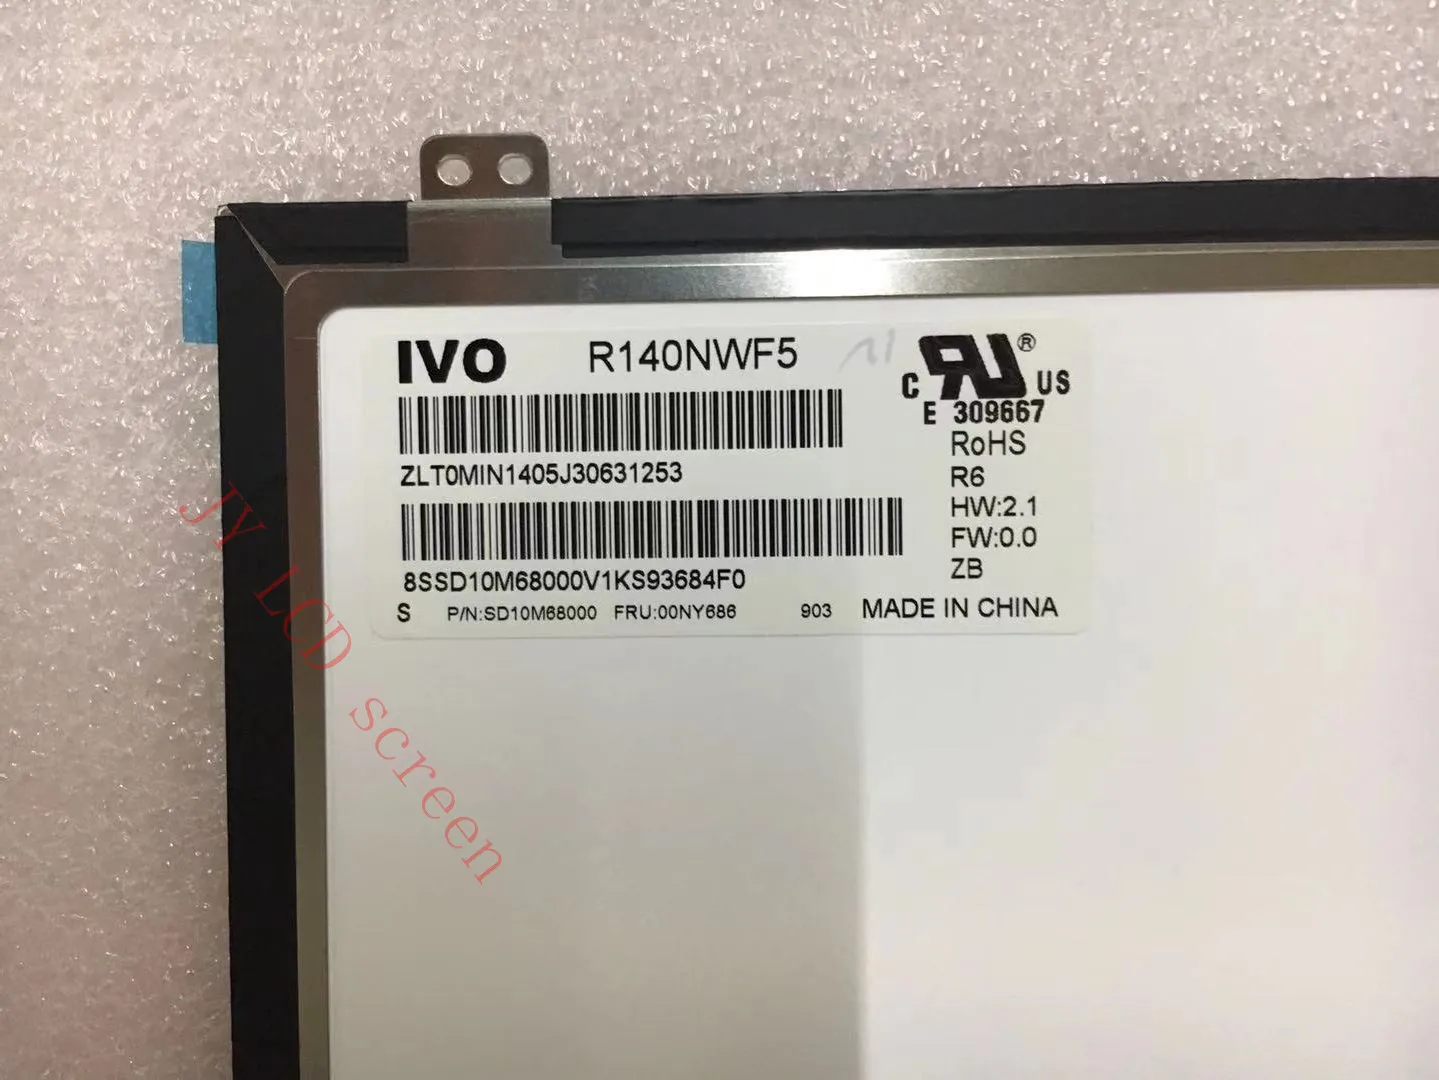 IVO R140NWF5
C RU ® US
E 309667
ZLT0MIN1405J30631253
RoHS
R6
HW:2.1
FW:0.0
ZB
8SSD10M68000V1KS93684F0
S P/N:SD10M68000 FRU:00NY686 903 MADE IN CHINA
JY LCD screen